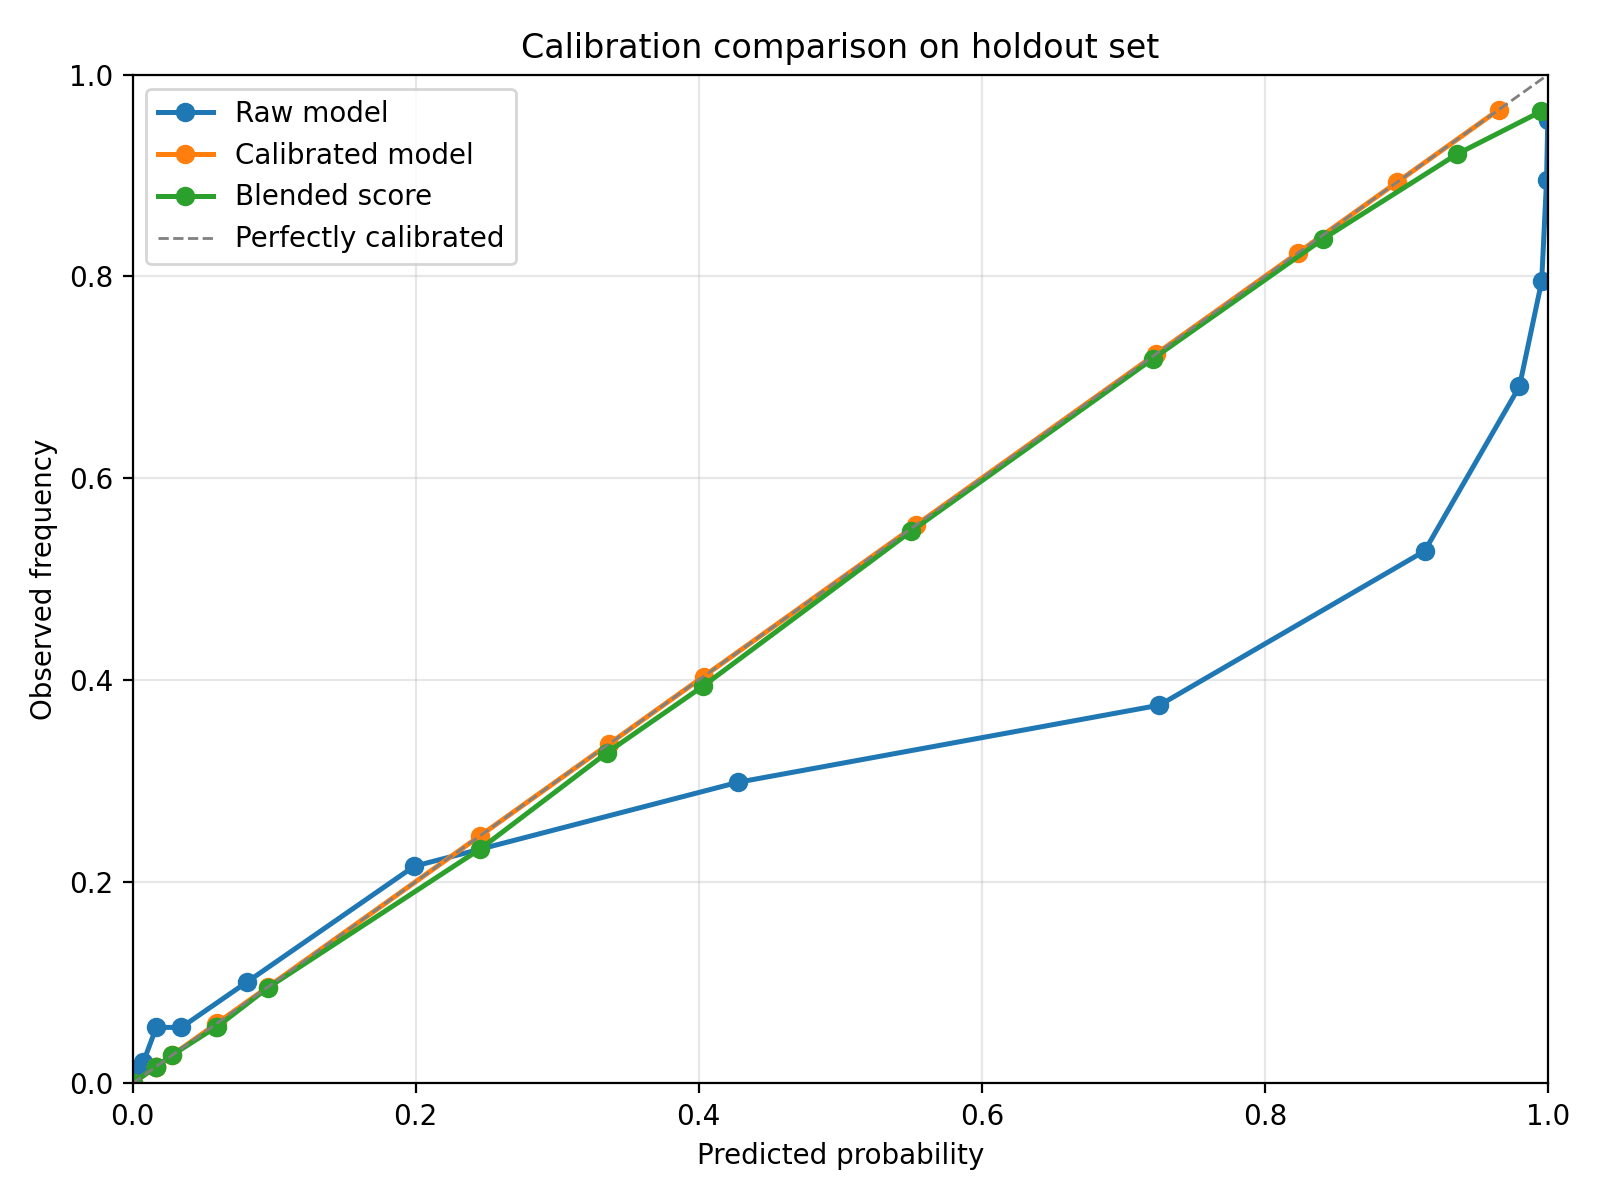 Calibration comparison on holdout set
Raw model
Calibrated model
Blended score
Perfectly calibrated
Observed frequency
1.0
0.8
0.6
0.4
0.2
0.0
0.0 0.2 0.4 0.6 0.8 1.0
Predicted probability